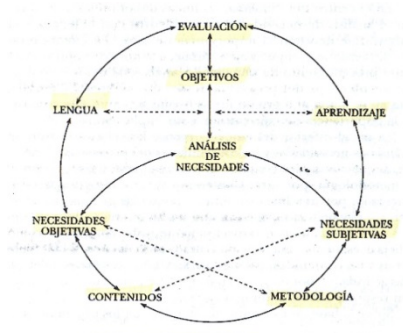 EVALUACIÓN
OBJETIVOS
LENGUA
APRENDIZAJE
ANÁLISIS
DE
NECESIDADES
NECESIDADES
OBJETIVAS
NECESIDADES
SUBJETIVAS
CONTENIDOS
METODOLOGÍA